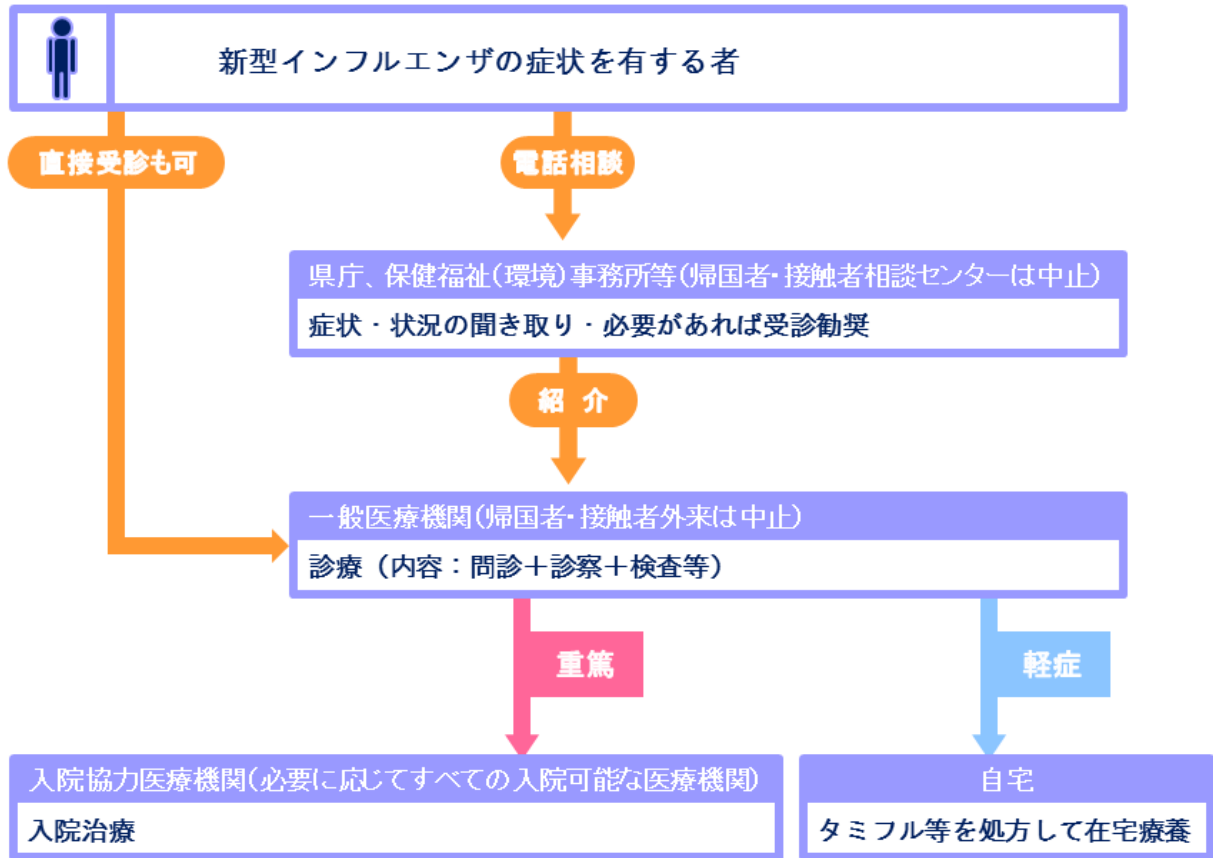 新型インフルエンザの症状を有する者
直接受診も可
電話相談
県庁、保健福祉(環境)事務所等(帰国者・接触者相談センターは中止)
症状・状況の聞き取り・必要があれば受診勧奨
紹 介
一般医療機関(帰国者・接触者外来は中止)
診療（内容：問診＋診察＋検査等）
重篤
軽症
入院協力医療機関(必要に応じてすべての入院可能な医療機関)
入院治療
自宅
タミフル等を処方して在宅療養